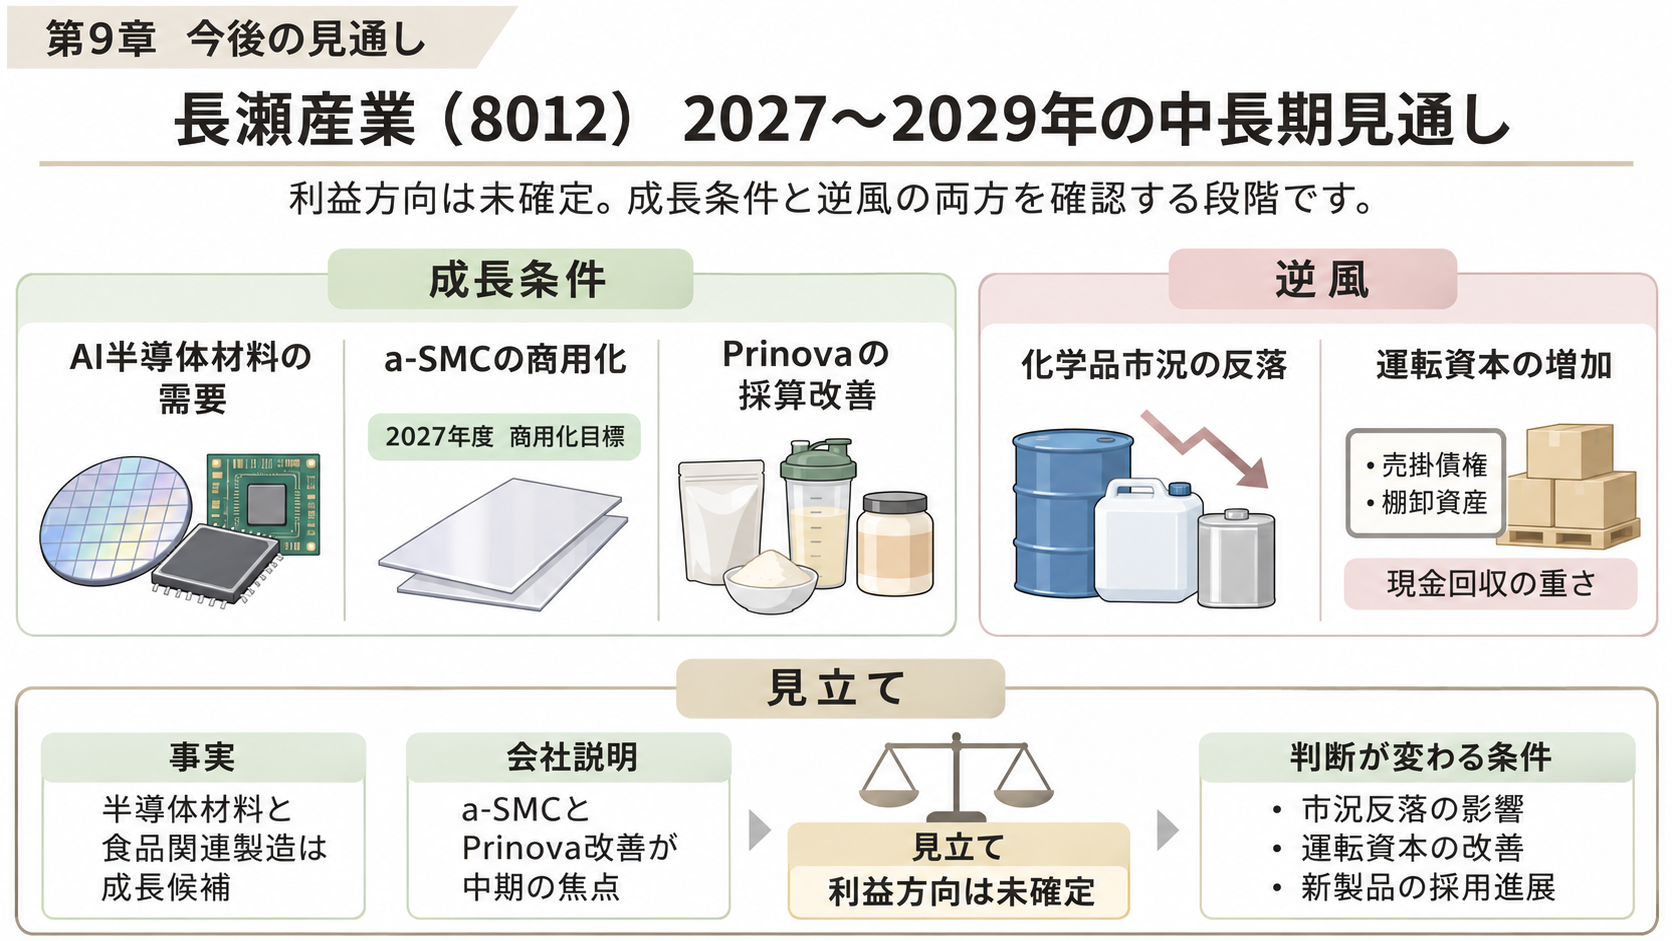 第9章 今後の見通し
長瀬産業（8012） 2027〜2029年の中長期見通し
利益方向は未確定。成長条件と逆風の両方を確認する段階です。
成長条件
AI半導体材料の
需要
a-SMCの商用化
2027年度 商用化目標
Prinovaの
採算改善
逆風
化学品市況の反落
運転資本の増加
・売掛債権
・棚卸資産
現金回収の重さ
見立て
事実
半導体材料と
食品関連製造は
成長候補
会社説明
a-SMCと
Prinova改善が
中期の焦点
見立て
利益方向は未確定
判断が変わる条件
・市況反落の影響
・運転資本の改善
・新製品の採用進展